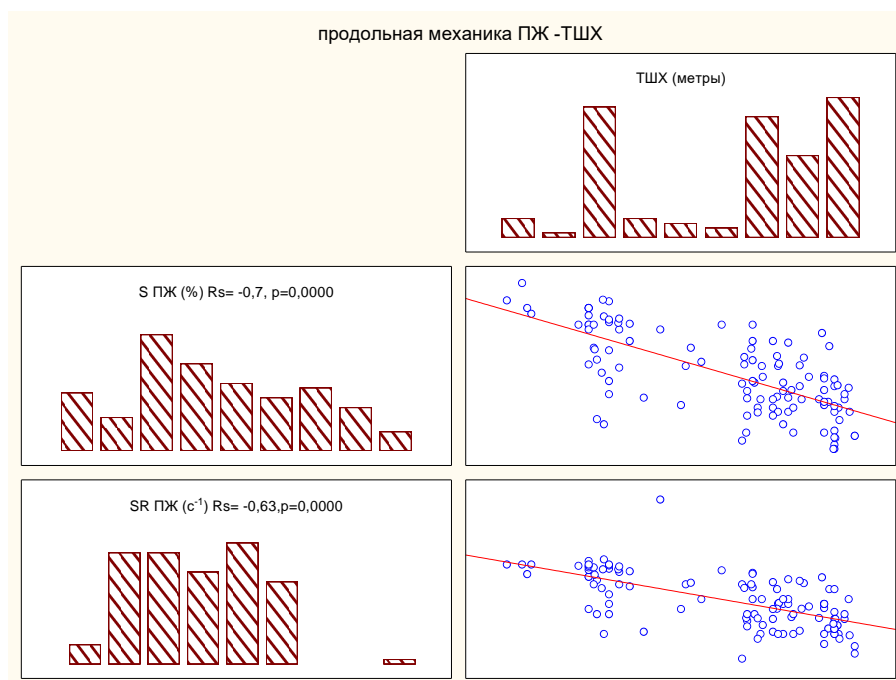 продольная механика ПЖ -ТШХ
ТШХ (метры)
S ПЖ (%) Rs= -0,7, p=0,0000
SR ПЖ (с⁻¹) Rs= -0,63,p=0,0000